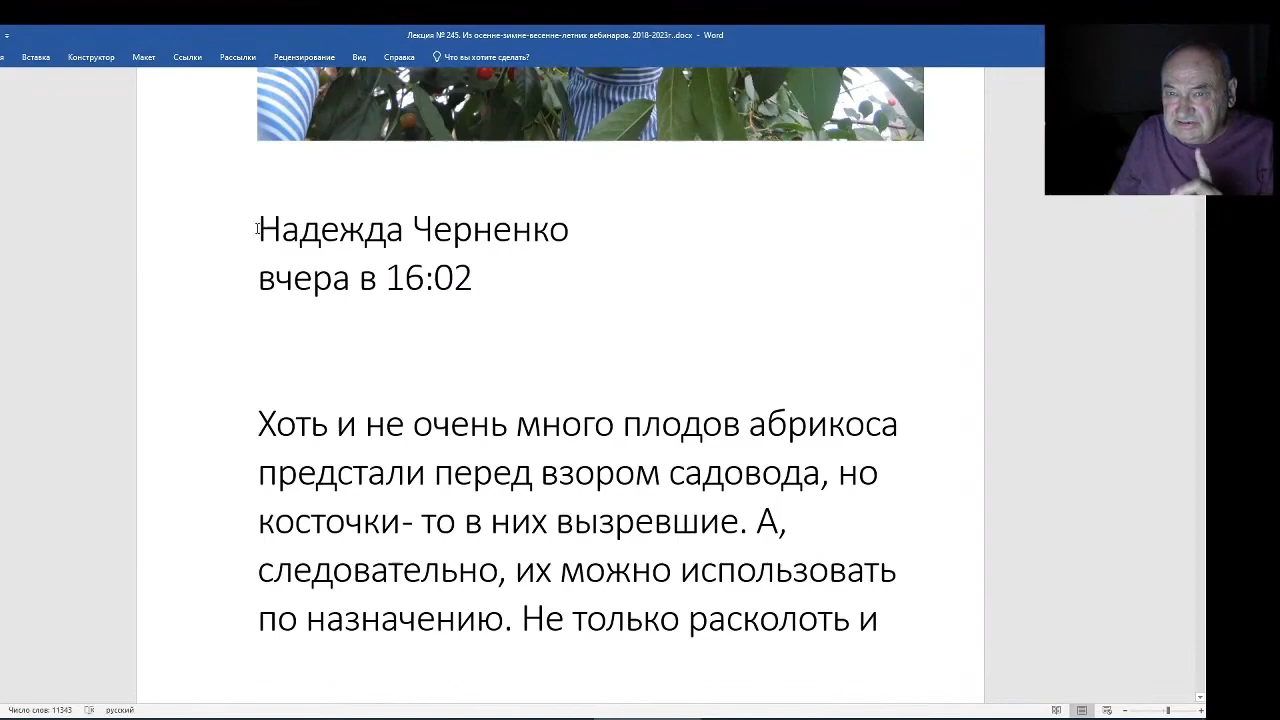 Лекция № 245. Из осенне-зимне-весенне-летних вебинаров. 2018-2023г..docx - Word
я Вставка Конструктор Макет Ссылки Рассылки Рецензирование Вид Справка Что вы хотите сделать?
Надежда Черненко
вчера в 16:02
Хоть и не очень много плодов абрикоса
предстали перед взором садовода, но
косточки- то в них вызревшие. А,
следовательно, их можно использовать
по назначению. Не только расколоть и
Число слов: 11343 русский